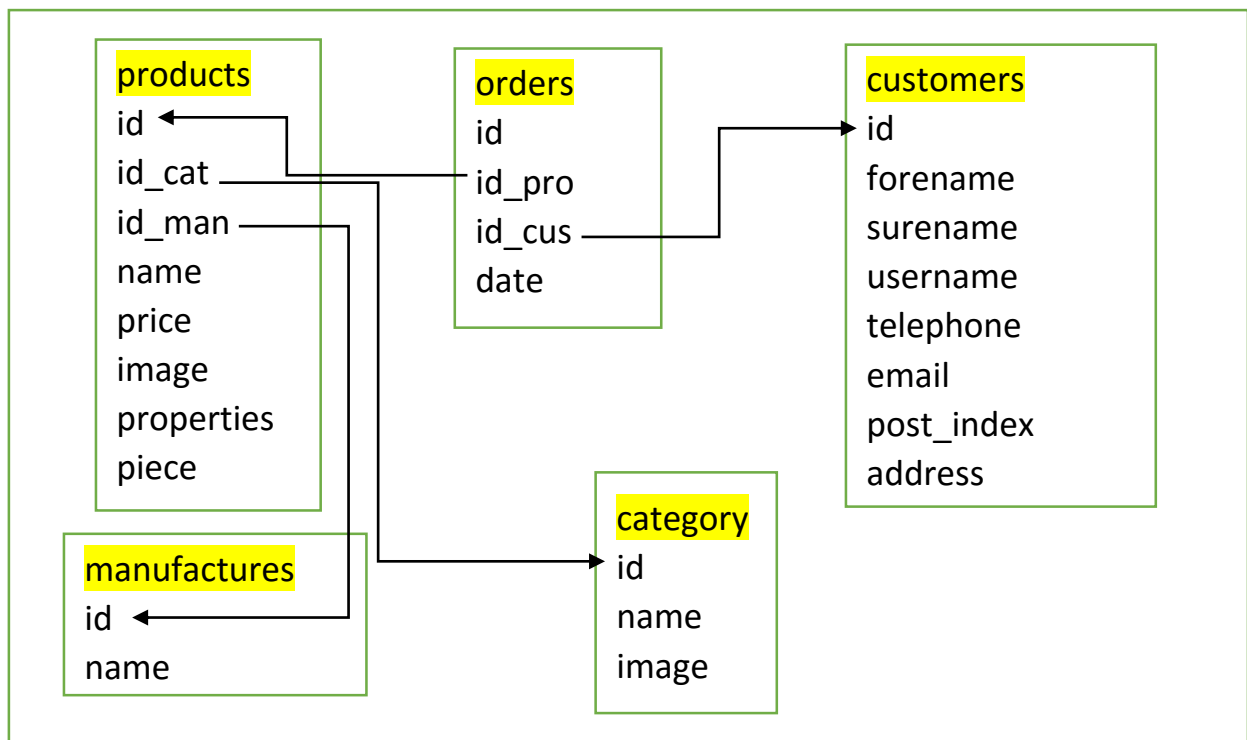 products
id
id_cat
id_man
name
price
image
properties
piece
orders
id
id_pro
id_cus
date
customers
id
forename
surename
username
telephone
email
post_index
address
manufactures
id
name
category
id
name
image